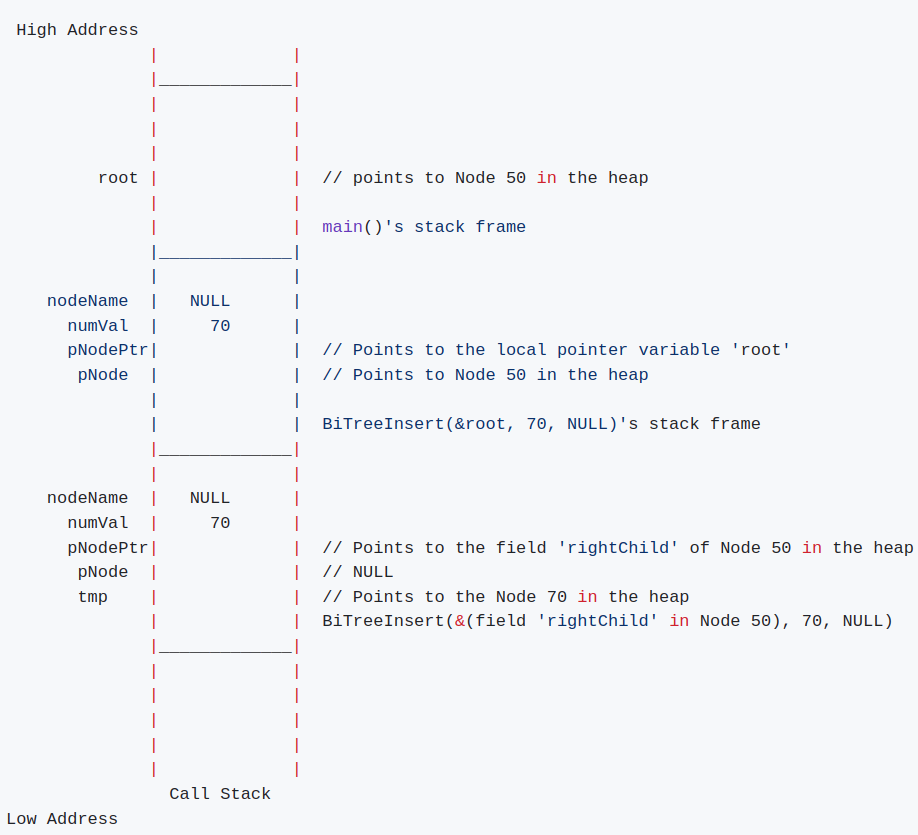 High Address
| |
|_____________|
| |
| |
| |
root | | // points to Node 50 in the heap
| |
| | main()'s stack frame
|_____________|
| |
nodeName | NULL |
numVal | 70 |
pNodePtr| | // Points to the local pointer variable 'root'
pNode | | // Points to Node 50 in the heap
| |
| | BiTreeInsert(&root, 70, NULL)'s stack frame
|_____________|
| |
nodeName | NULL |
numVal | 70 |
pNodePtr| | // Points to the field 'rightChild' of Node 50 in the heap
pNode | | // NULL
tmp | | // Points to the Node 70 in the heap
| | BiTreeInsert(&(field 'rightChild' in Node 50), 70, NULL)
|_____________|
| |
| |
| |
| |
| |
Call Stack
Low Address